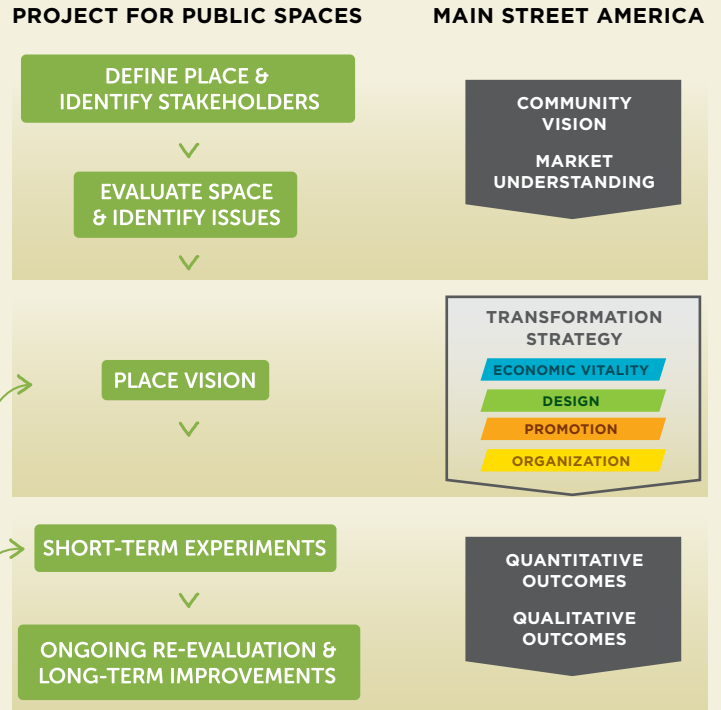 PROJECT FOR PUBLIC SPACES
DEFINE PLACE &
IDENTIFY STAKEHOLDERS
EVALUATE SPACE
& IDENTIFY ISSUES
PLACE VISION
SHORT-TERM EXPERIMENTS
ONGOING RE-EVALUATION &
LONG-TERM IMPROVEMENTS
MAIN STREET AMERICA
COMMUNITY
VISION
MARKET
UNDERSTANDING
TRANSFORMATION
STRATEGY
ECONOMIC VITALITY
DESIGN
PROMOTION
ORGANIZATION
QUANTITATIVE
OUTCOMES
QUALITATIVE
OUTCOMES